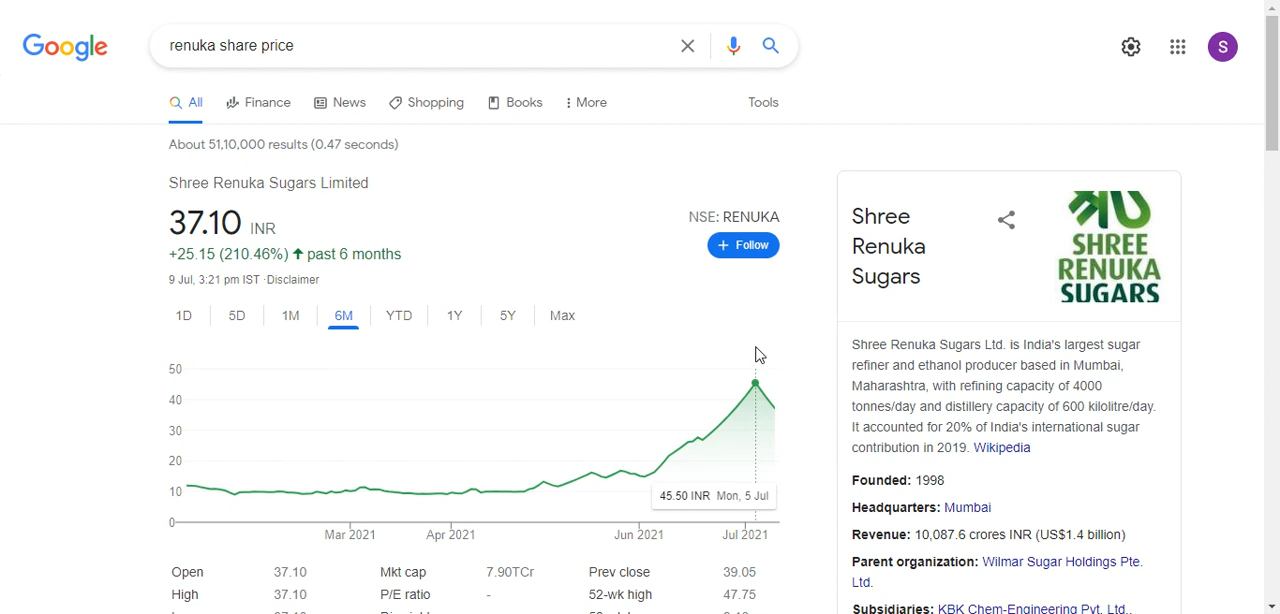 Google
renuka share price
S
All
Finance
News
Shopping
Books
More
Tools
About 51,10,000 results (0.47 seconds)
Shree Renuka Sugars Limited
37.10 INR
NSE: RENUKA
+25.15 (210.46%) past 6 months
+ Follow
9 Jul, 3:21 pm IST ·Disclaimer
1D 5D 1M 6M YTD 1Y 5Y Max
50
40
30
20
10
0
45.50 INR Mon, 5 Jul
Mar 2021 Apr 2021 Jun 2021 Jul 2021
Open 37.10 Mkt cap 7.90TCr Prev close 39.05
High 37.10 P/E ratio - 52-wk high 47.75
Shree
Renuka
Sugars
SHREE
RENUKA
SUGARS
Shree Renuka Sugars Ltd. is India's largest sugar
refiner and ethanol producer based in Mumbai,
Maharashtra, with refining capacity of 4000
tonnes/day and distillery capacity of 600 kilolitre/day.
It accounted for 20% of India's international sugar
contribution in 2019. Wikipedia
Founded: 1998
Headquarters: Mumbai
Revenue: 10,087.6 crores INR (US$1.4 billion)
Parent organization: Wilmar Sugar Holdings Pte.
Ltd.
Subsidiaries: KBK Chem-Engineering Pvt. Ltd.,